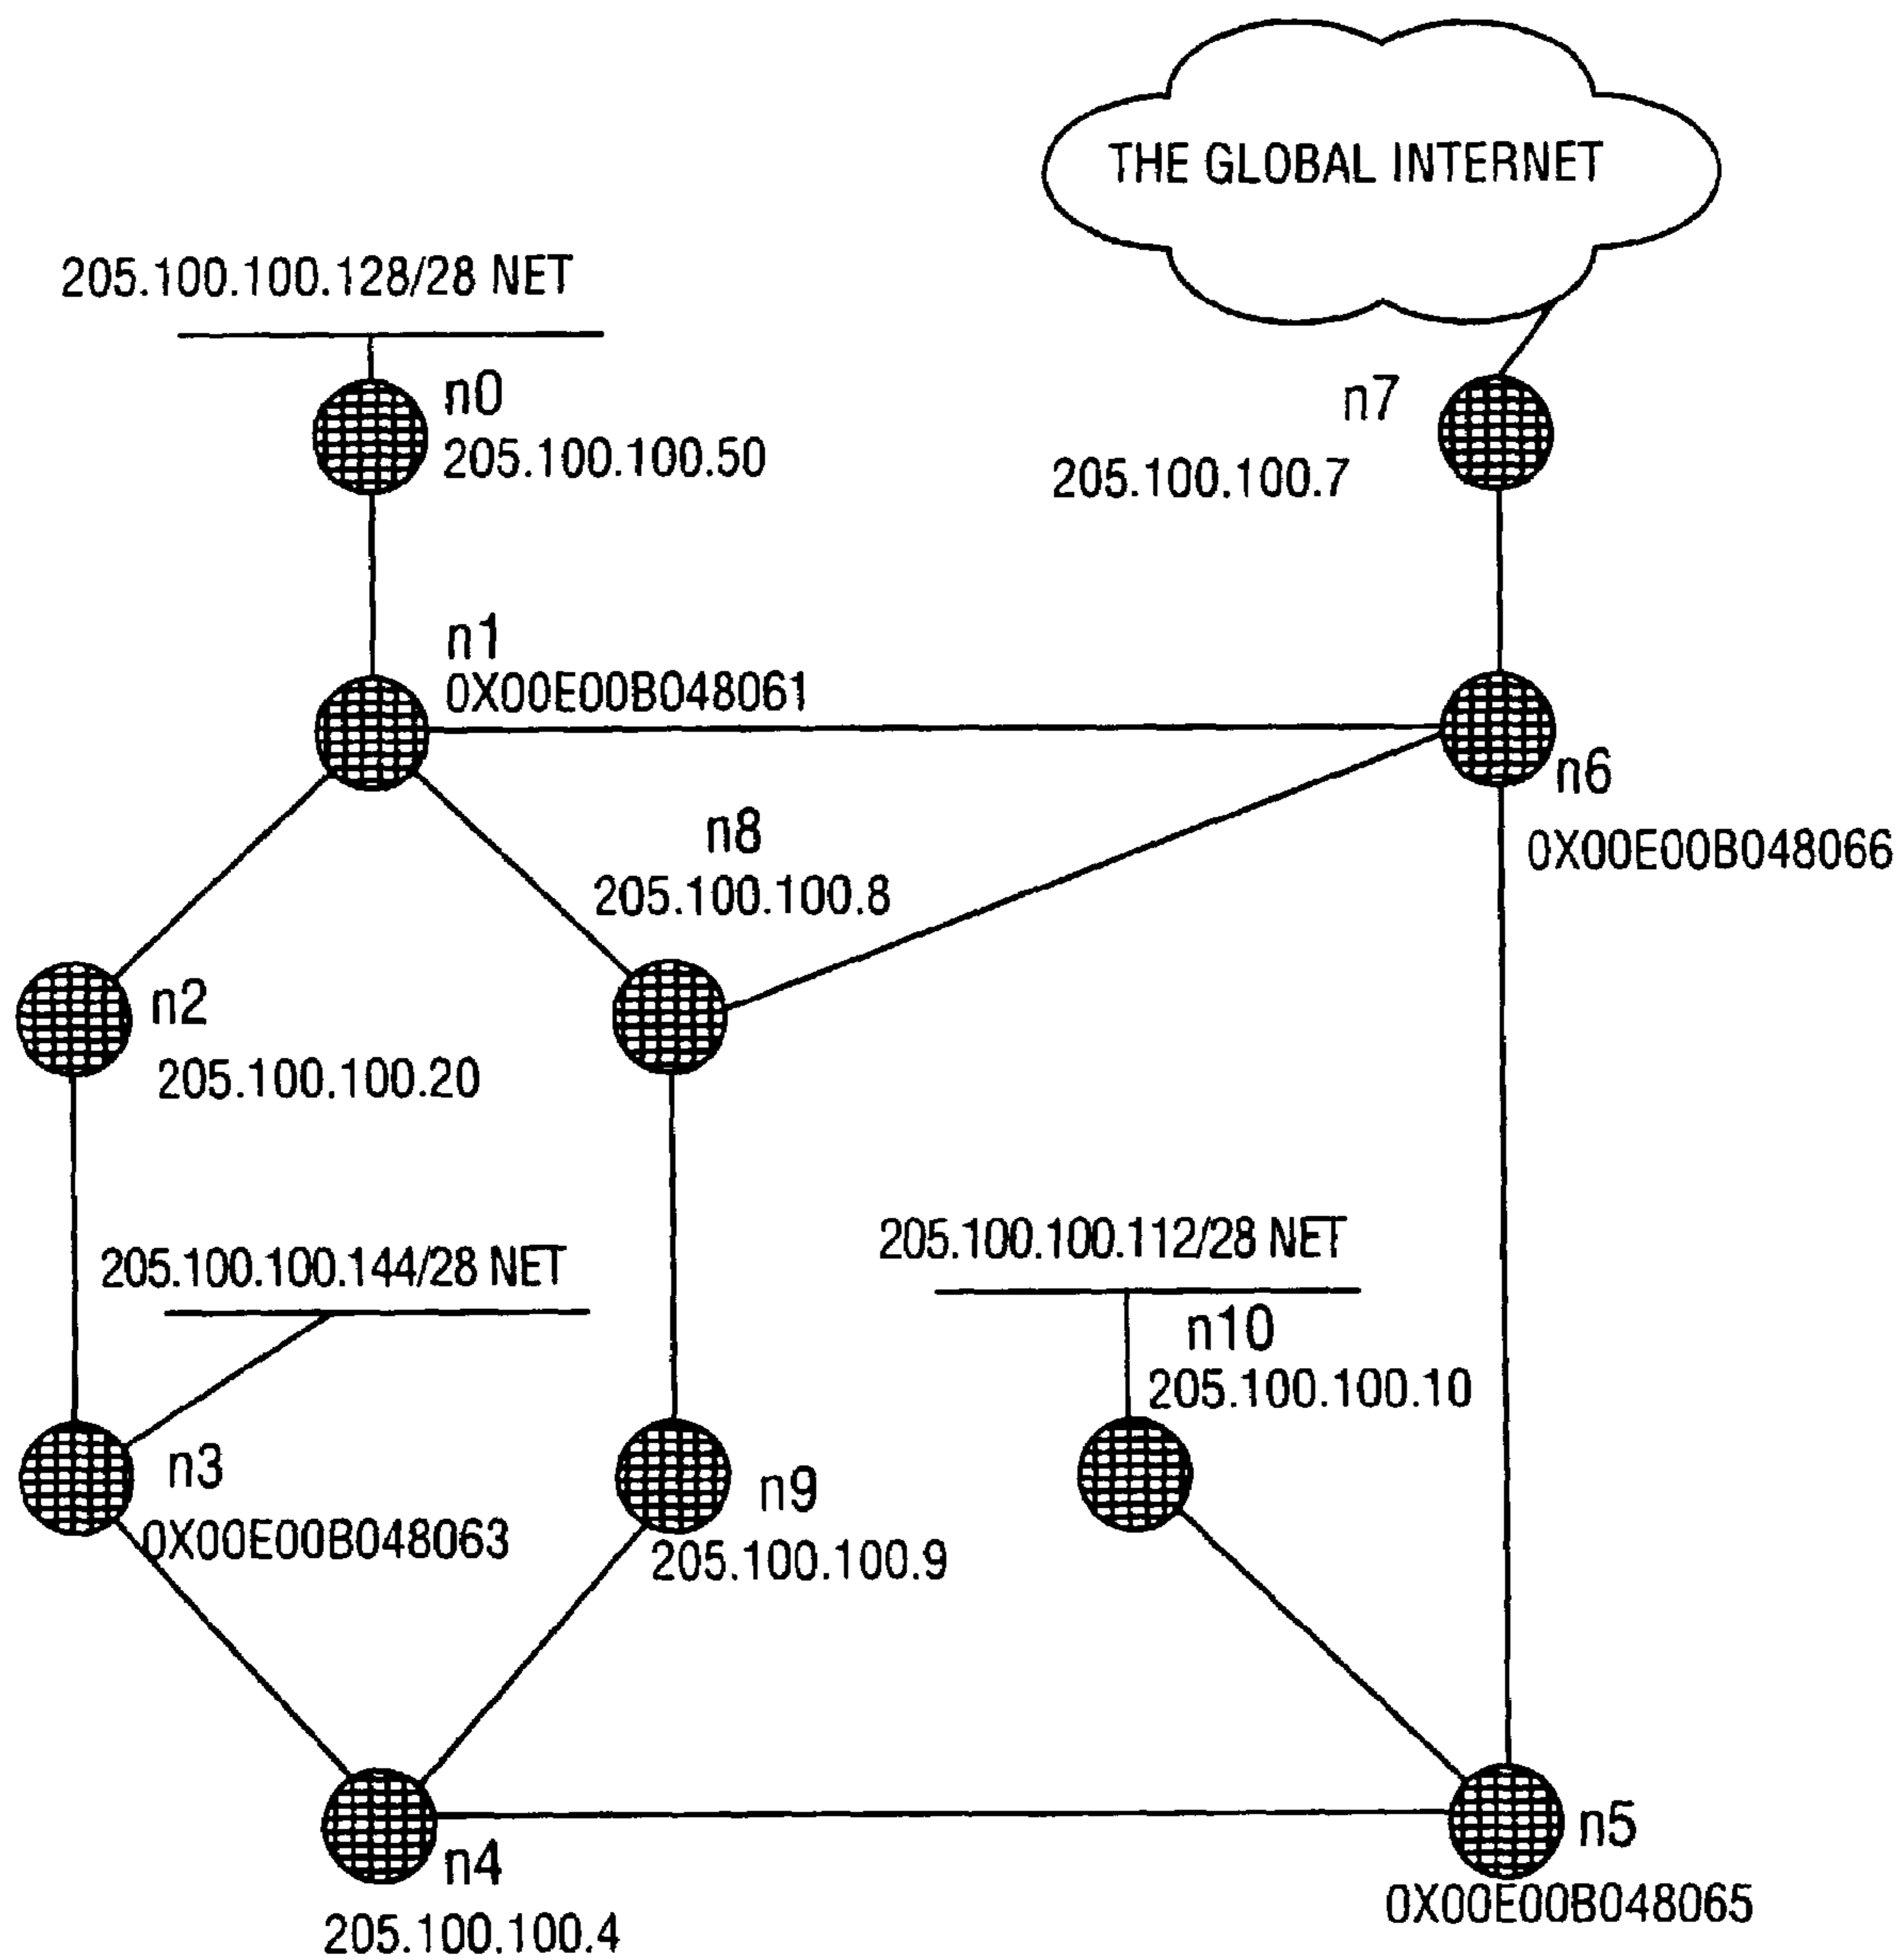 THE GLOBAL INTERNET
205.100.100.128/28 NET
n0
205.100.100.50
n7
205.100.100.7
n1
0X00E00B048061
n6
0X00E00B048066
n8
205.100.100.8
n2
205.100.100.20
205.100.100.144/28 NET
205.100.100.112/28 NET
n10
205.100.100.10
n3
0X00E00B048063
n9
205.100.100.9
n5
0X00E00B048065
n4
205.100.100.4